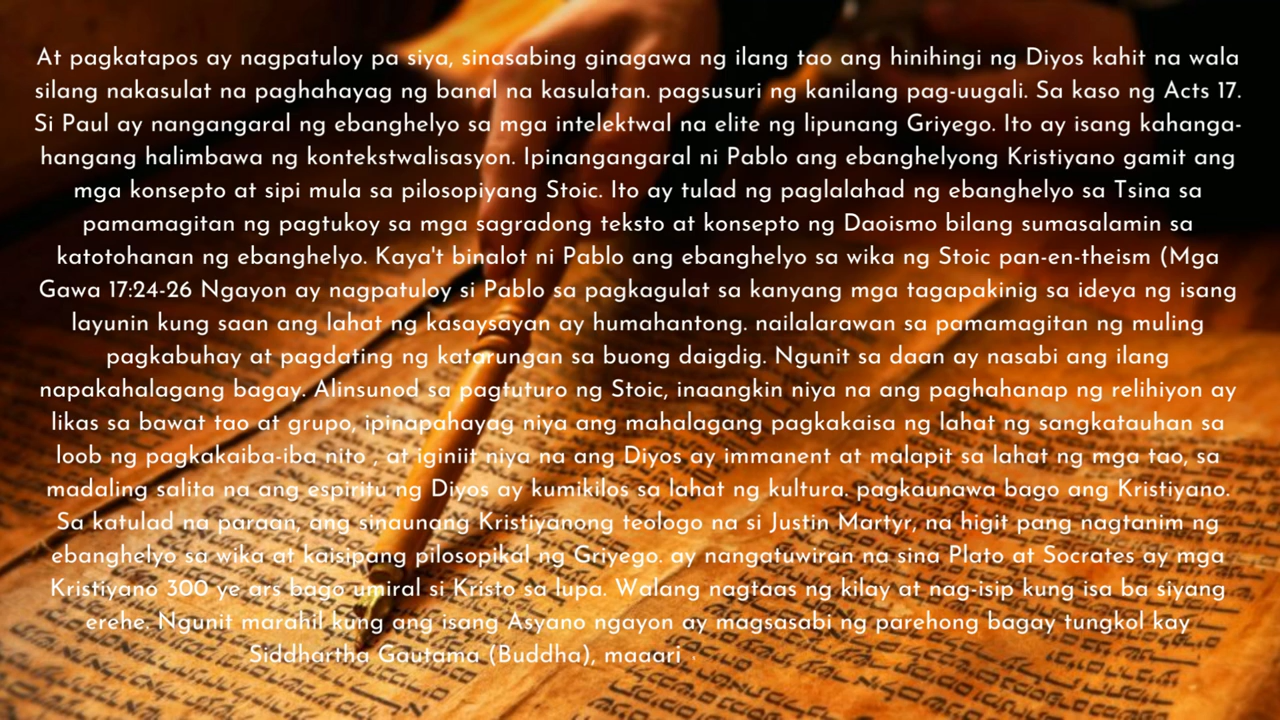 At pagkatapos ay nagpatuloy pa siya, sinasabing ginagawa ng ilang tao ang hinihingi ng Diyos kahit na wala
silang nakasulat na paghahayag ng banal na kasulatan. pagsusuri ng kanilang pag-uugali. Sa kaso ng Acts 17.
Si Paul ay nangangaral ng ebanghelyo sa mga intelektwal na elite ng lipunang Griyego. Ito ay isang kahanga-
hangang halimbawa ng kontekstwalisasyon. Ipinangangaral ni Pablo ang ebanghelyong Kristiyano gamit ang
mga konsepto at sipi mula sa pilosopiyang Stoic. Ito ay tulad ng paglalahad ng ebanghelyo sa Tsina sa
pamamagitan ng pagtukoy sa mga sagradong teksto at konsepto ng Daoismo bilang sumasalamin sa
katotohanan ng ebanghelyo. Kaya't binalot ni Pablo ang ebanghelyo sa wika ng Stoic pan-en-theism (Mga
Gawa 17:24-26 Ngayon ay nagpatuloy si Pablo sa pagkagulat sa kanyang mga tagapakinig sa ideya ng isang
layunin kung saan ang lahat ng kasaysayan ay humahantong. nailalarawan sa pamamagitan ng muling
pagkabuhay at pagdating ng katarungan sa buong daigdig. Ngunit sa daan ay nasabi ang ilang
napakahalagang bagay. Alinsunod sa pagtuturo ng Stoic, inaangkin niya na ang paghahanap ng relihiyon ay
likas sa bawat tao at grupo, ipinapahayag niya ang mahalagang pagkakaisa ng lahat ng sangkatauhan sa
loob ng pagkakaiba-iba nito , at iginiit niya na ang Diyos ay immanent at malapit sa lahat ng mga tao, sa
madaling salita na ang espiritu ng Diyos ay kumikilos sa lahat ng kultura. pagkaunawa bago ang Kristiyano.
Sa katulad na paraan, ang sinaunang Kristiyanong teologo na si Justin Martyr, na higit pang nagtanim ng
ebanghelyo sa wika at kaisipang pilosopikal ng Griyego. ay nangatuwiran na sina Plato at Socrates ay mga
Kristiyano 300 ye ars bago umiral si Kristo sa lupa. Walang nagtaas ng kilay at nag-isip kung isa ba siyang
erehe. Ngunit marahil kung ang isang Asyano ngayon ay magsasabi ng parehong bagay tungkol kay
Siddhartha Gautama (Buddha), maaari